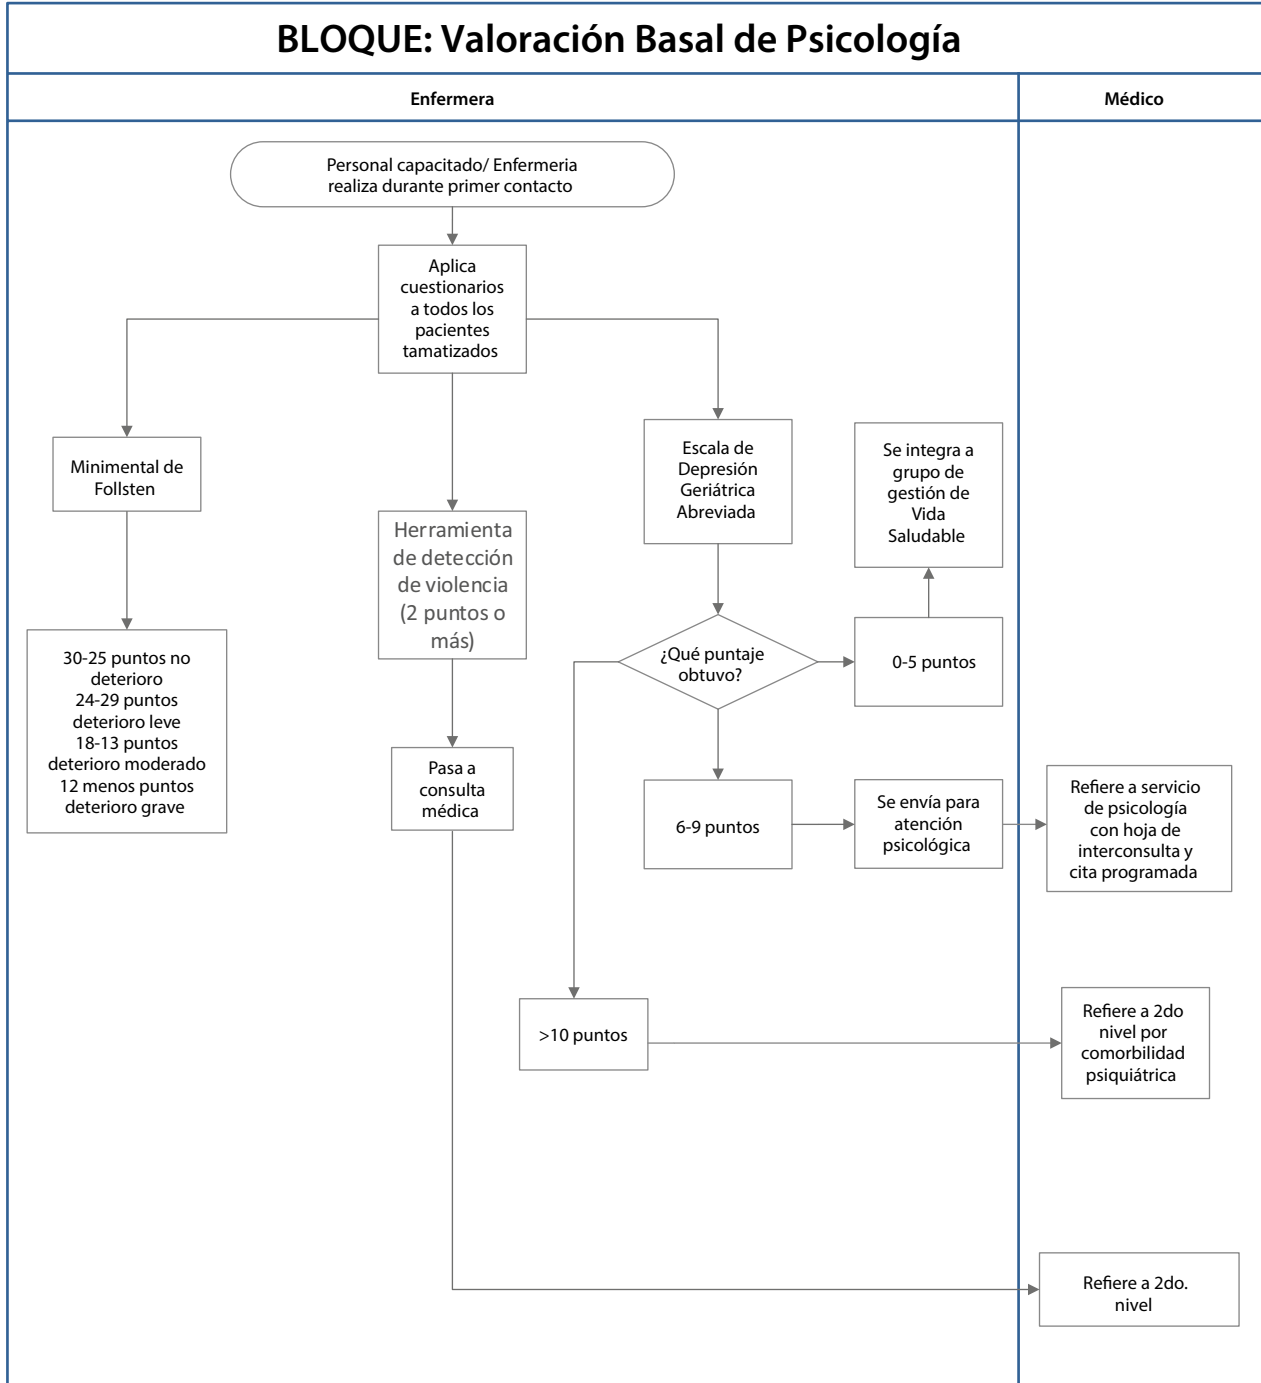 BLOQUE: Valoración Basal de Psicología
Enfermera
Médico
Personal capacitado/ Enfermeria
realiza durante primer contacto
Aplica
cuestionarios
a todos los
pacientes
tamatizados
Minimental de
Follsten
30-25 puntos no
deterioro
24-29 puntos
deterioro leve
18-13 puntos
deterioro moderado
12 menos puntos
deterioro grave
Herramienta
de detección
de violencia
(2 puntos o
más)
Pasa a
consulta
médica
Escala de
Depresión
Geriátrica
Abreviada
Se integra a
grupo de
gestión de
Vida
Saludable
¿Qué puntaje
obtuvo?
0-5 puntos
6-9 puntos
Se envía para
atención
psicológica
Refiere a servicio
de psicología
con hoja de
interconsulta y
cita programada
>10 puntos
Refiere a 2do
nivel por
comorbilidad
psiquiátrica
Refiere a 2do.
nivel